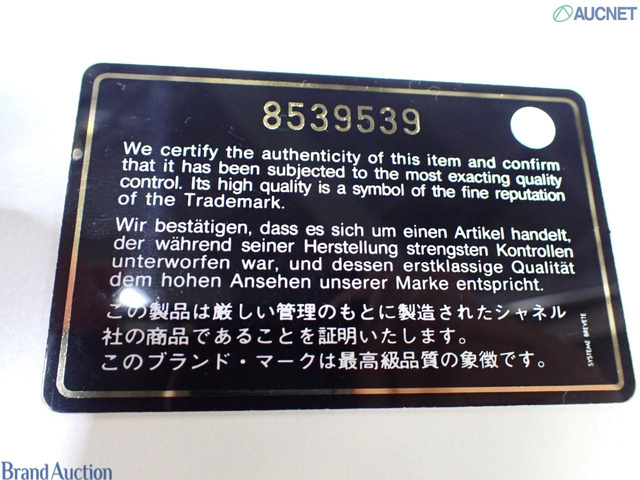 AUCNET
8539539
We certify the authenticity of this item and confirm
that it has been subjected to the most exacting quality
control. Its high quality is a symbol of the fine reputation
of the Trademark.
Wir bestätigen, dass es sich um einen Artikel handelt,
der während seiner Herstellung strengsten Kontrollen
unterworfen war, und dessen erstklassige Qualität
dem hohen Ansehen unserer Marke entspricht.
この製品は厳しい管理のもとに製造されたシャネル
社の商品であることを証明いたします。
このブランド・マークは最高級品質の象徴です。
SYSTEME BREVETE
Brand Auction